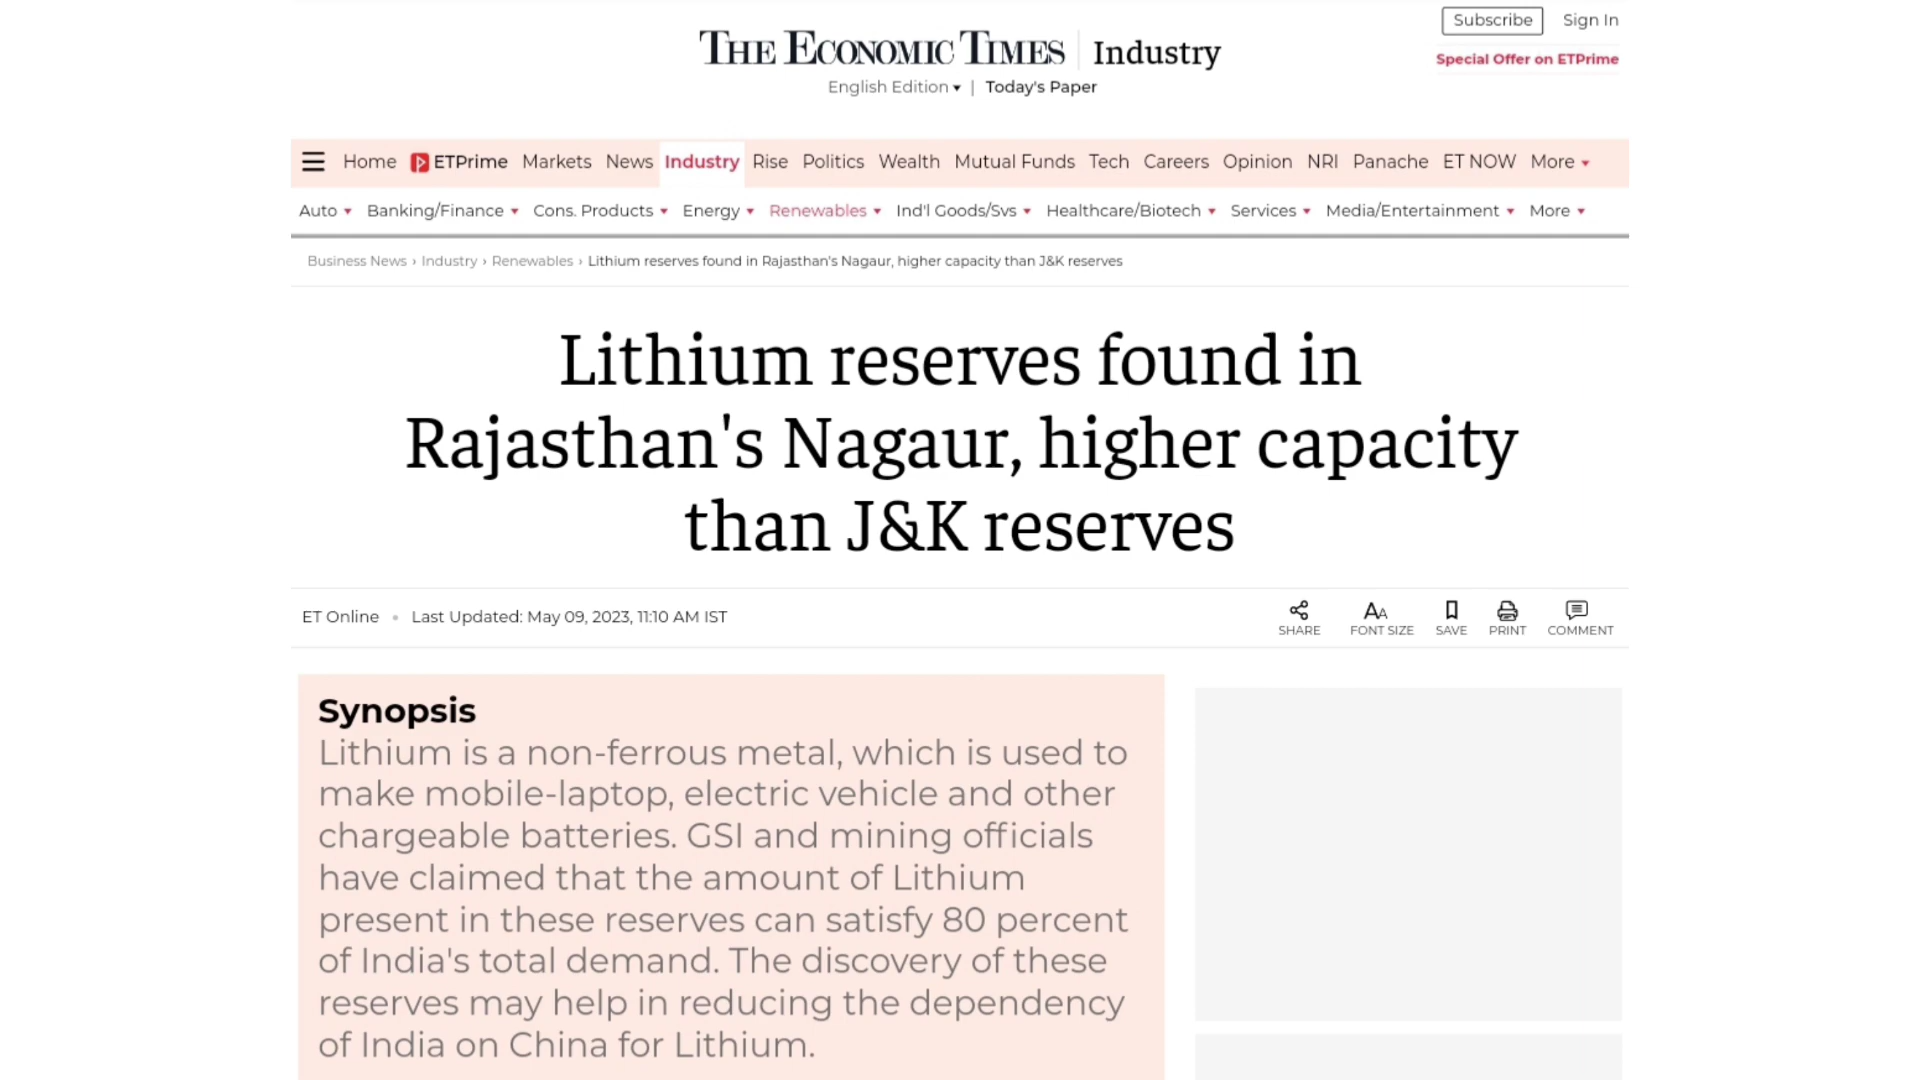 Subscribe Sign In
THE ECONOMIC TIMES Industry
Special Offer on ETPrime
English Edition | Today's Paper
Home ETPrime Markets News Industry Rise Politics Wealth Mutual Funds Tech Careers Opinion NRI Panache ET NOW More
Auto Banking/Finance Cons. Products Energy Renewables Ind'l Goods/Svs Healthcare/Biotech Services Media/Entertainment More
Business News › Industry › Renewables › Lithium reserves found in Rajasthan's Nagaur, higher capacity than J&K reserves
Lithium reserves found in
Rajasthan's Nagaur, higher capacity
than J&K reserves
ET Online • Last Updated: May 09, 2023, 11:10 AM IST
SHARE AA FONT SIZE SAVE PRINT COMMENT
Synopsis
Lithium is a non-ferrous metal, which is used to
make mobile-laptop, electric vehicle and other
chargeable batteries. GSI and mining officials
have claimed that the amount of Lithium
present in these reserves can satisfy 80 percent
of India's total demand. The discovery of these
reserves may help in reducing the dependency
of India on China for Lithium.